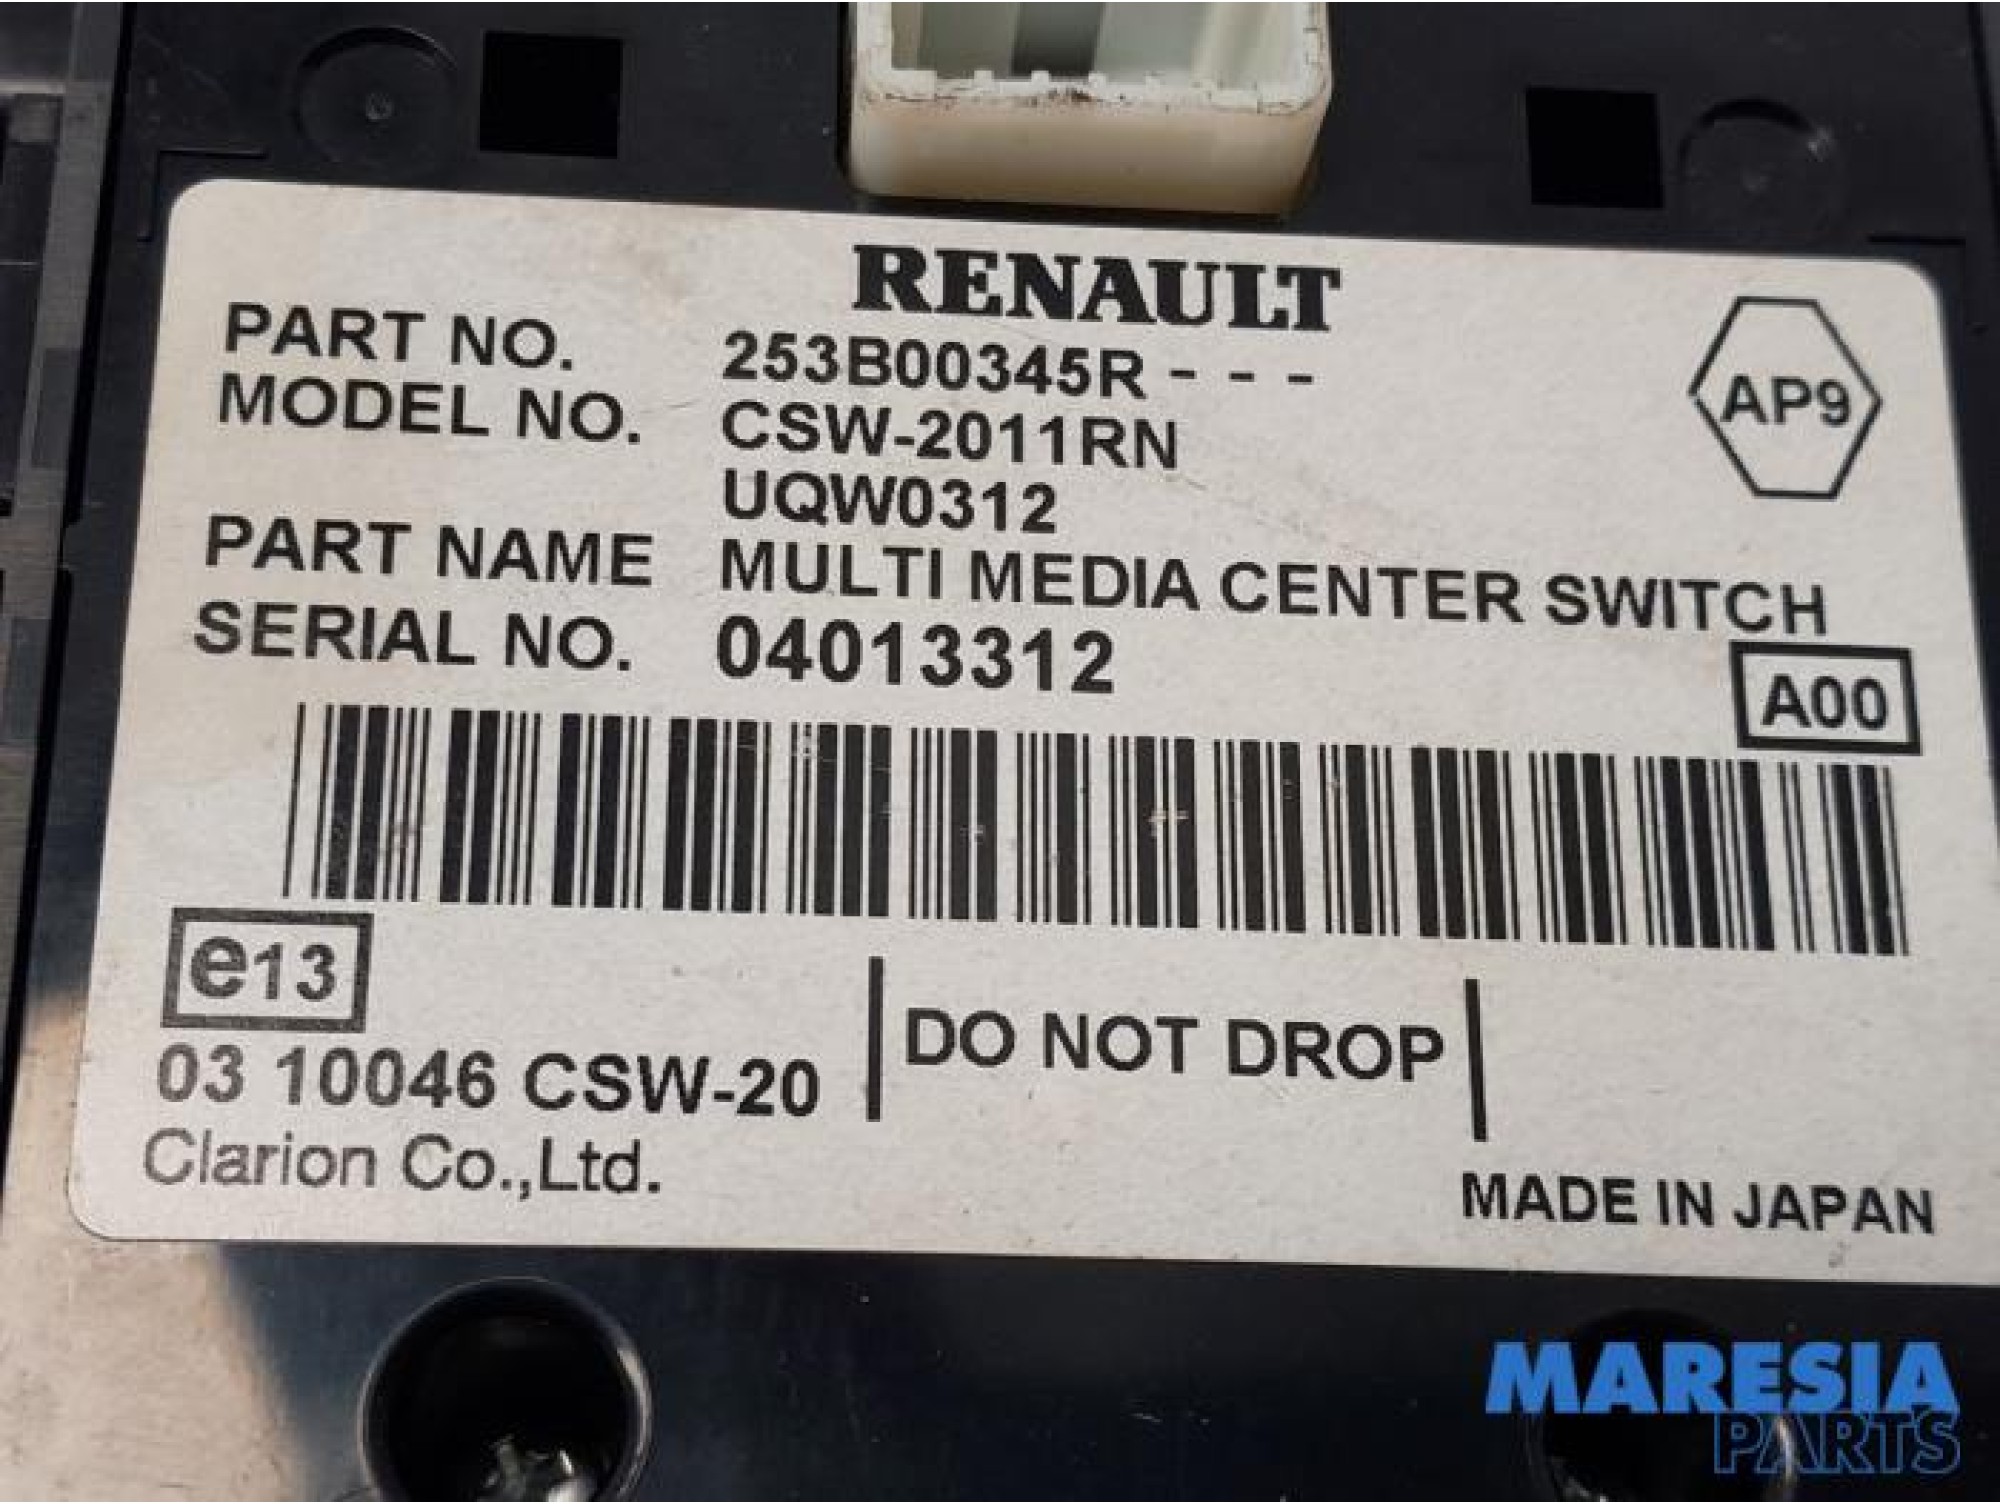 RENAULT
PART NO. 253B00345R - - -
MODEL NO. CSW-2011RN
UQW0312
AP9
PART NAME MULTI MEDIA CENTER SWITCH
SERIAL NO. 04013312
A00
e13
03 10046 CSW-20
DO NOT DROP
Clarion Co.,Ltd.
MADE IN JAPAN
MARESIA
PARTS